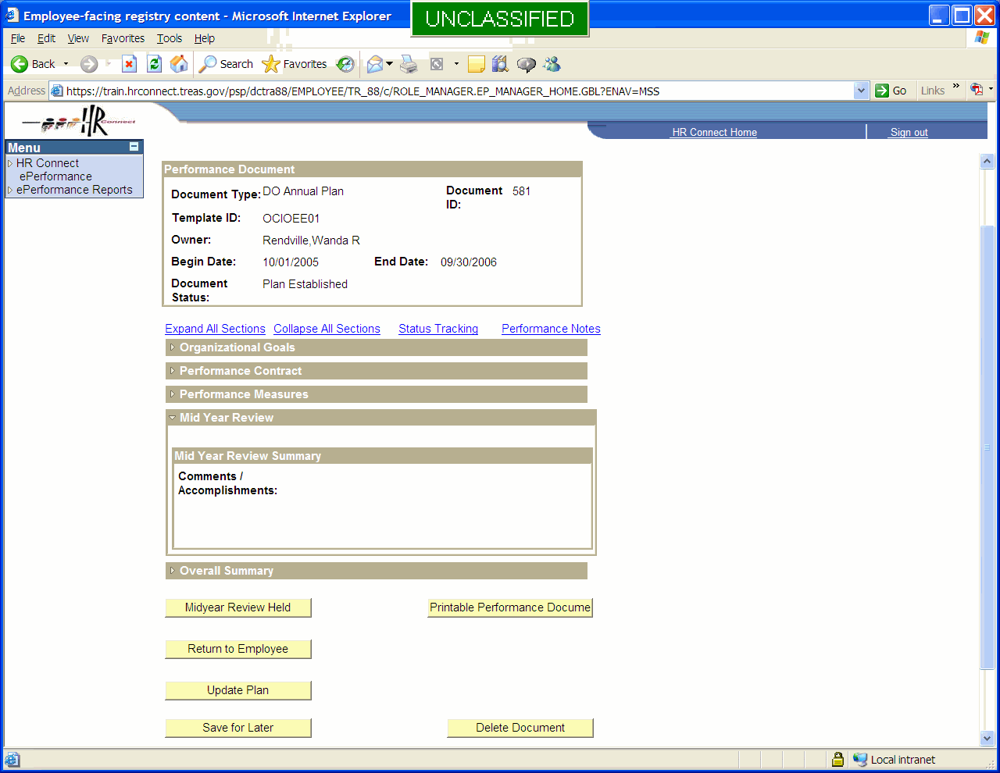 Employee-facing registry content - Microsoft Internet Explorer
UNCLASSIFIED
File Edit View Favorites Tools Help
Back Search Favorites
Address https://train.hrconnect.treas.gov/psp/dctra88/EMPLOYEE/TR_88/c/ROLE_MANAGER.EP_MANAGER_HOME.GBL?ENAV=MSS Go Links »
HR Connect
HR Connect Home Sign out
Menu
HR Connect
ePerformance
ePerformance Reports
Performance Document
Document Type: DO Annual Plan Document ID: 581
Template ID: OCIOEE01
Owner: Rendville,Wanda R
Begin Date: 10/01/2005 End Date: 09/30/2006
Document Status: Plan Established
Expand All Sections Collapse All Sections Status Tracking Performance Notes
Organizational Goals
Performance Contract
Performance Measures
Mid Year Review
Mid Year Review Summary
Comments /
Accomplishments:
Overall Summary
Midyear Review Held Printable Performance Docume
Return to Employee
Update Plan
Save for Later Delete Document
Local intranet